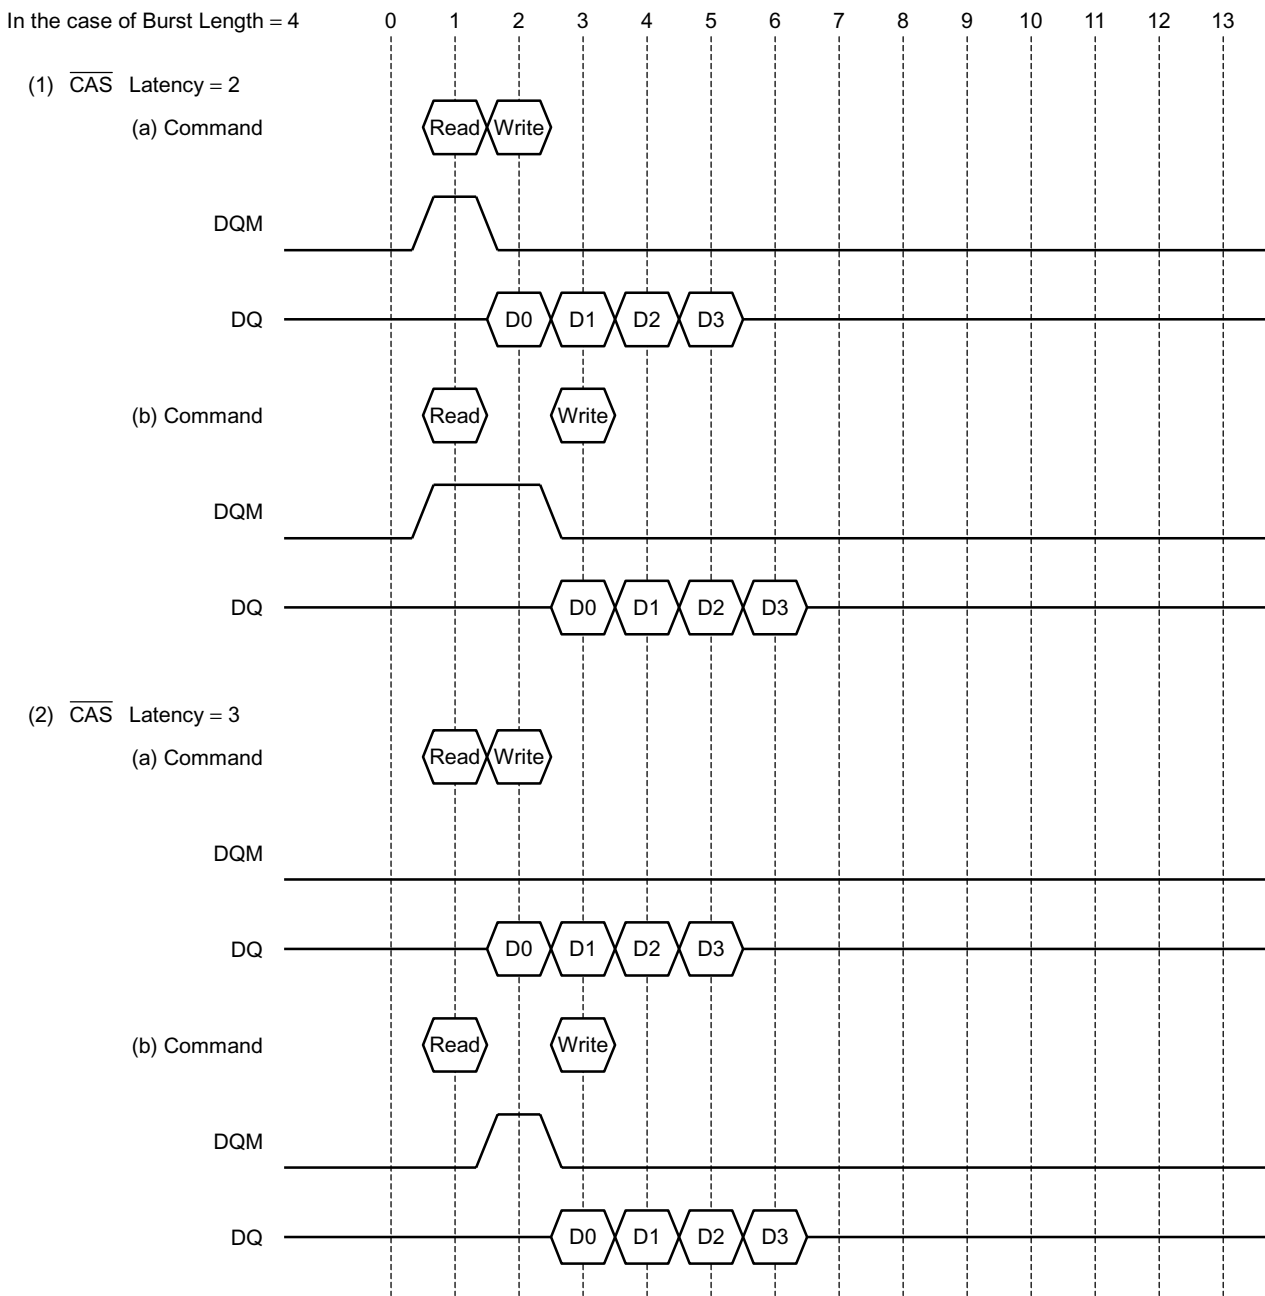 In the case of Burst Length = 4 0 1 2 3 4 5 6 7 8 9 10 11 12 13
(1) CAS Latency = 2
(a) Command Read Write
DQM
DQ D0 D1 D2 D3
(b) Command Read Write
DQM
DQ D0 D1 D2 D3
(2) CAS Latency = 3
(a) Command Read Write
DQM
DQ D0 D1 D2 D3
(b) Command Read Write
DQM
DQ D0 D1 D2 D3